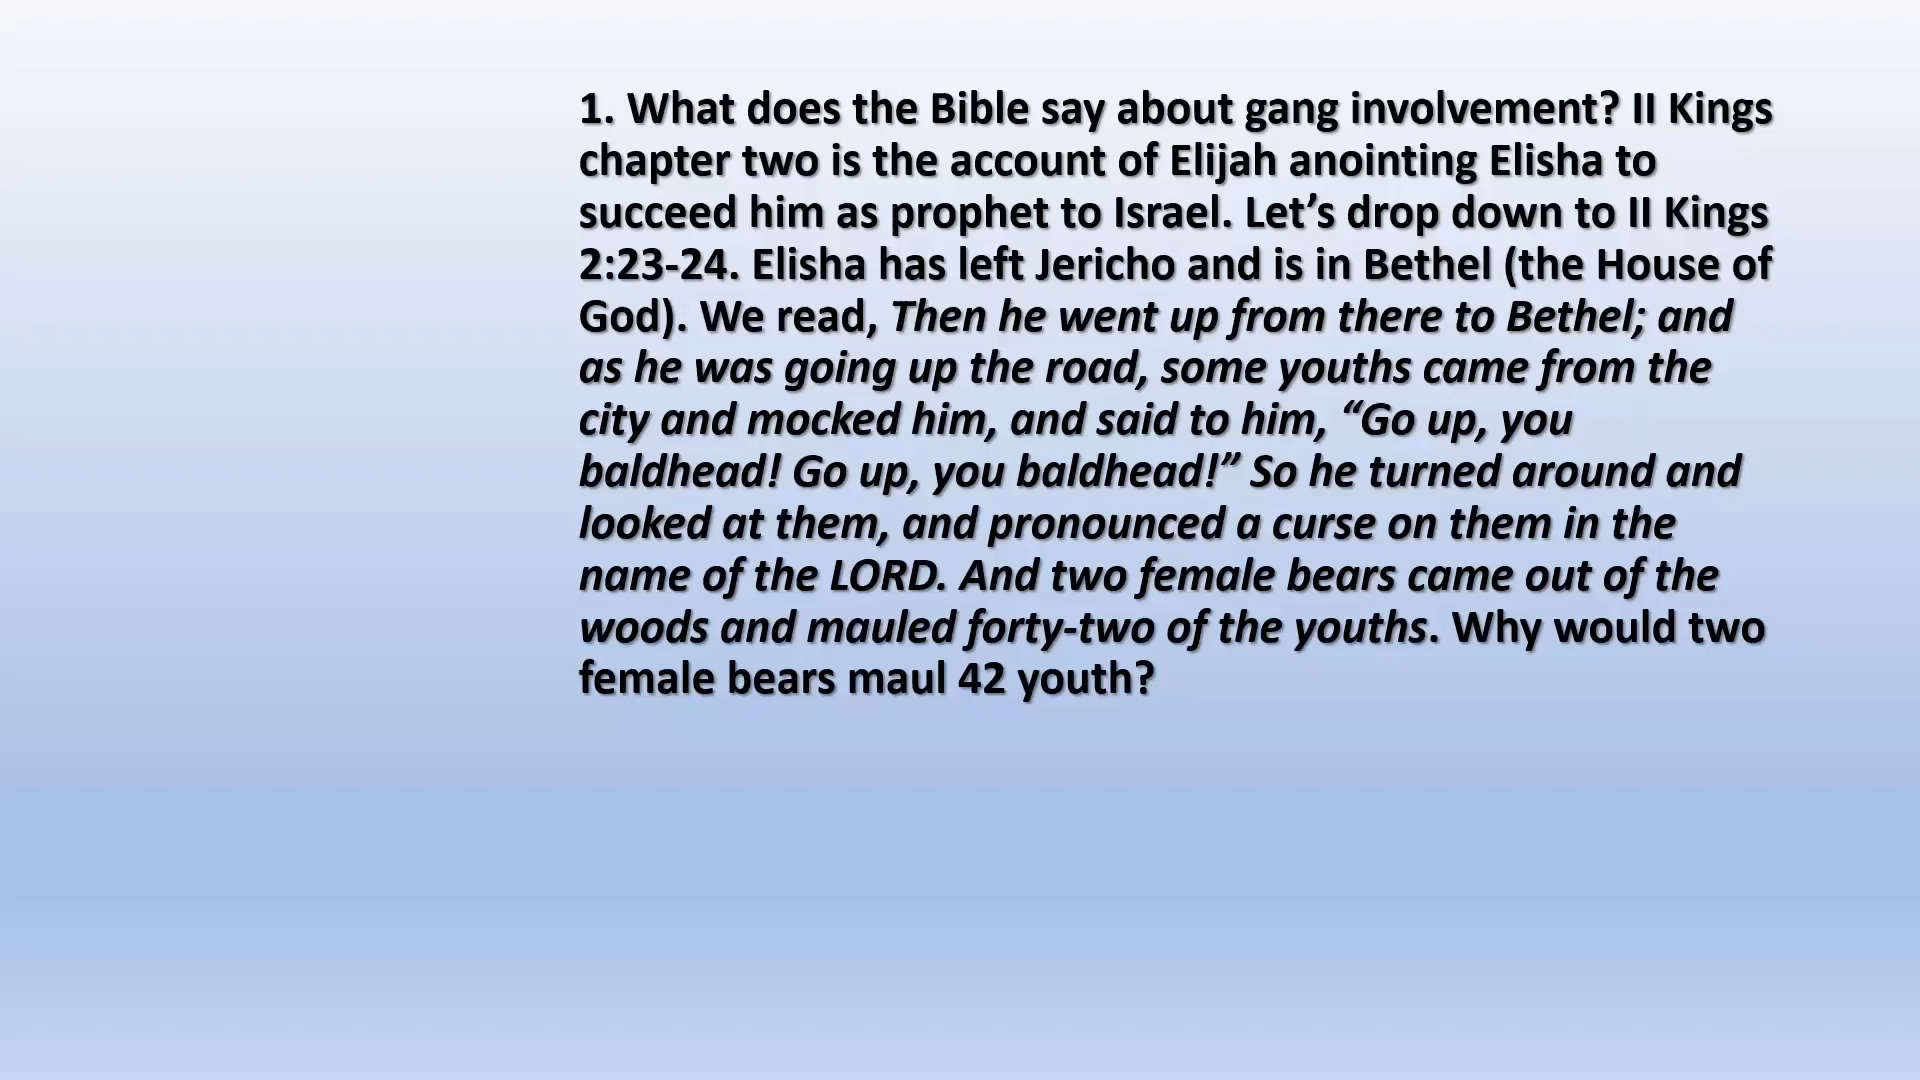 1. What does the Bible say about gang involvement? II Kings
chapter two is the account of Elijah anointing Elisha to
succeed him as prophet to Israel. Let’s drop down to II Kings
2:23-24. Elisha has left Jericho and is in Bethel (the House of
God). We read, Then he went up from there to Bethel; and
as he was going up the road, some youths came from the
city and mocked him, and said to him, “Go up, you
baldhead! Go up, you baldhead!” So he turned around and
looked at them, and pronounced a curse on them in the
name of the LORD. And two female bears came out of the
woods and mauled forty-two of the youths. Why would two
female bears maul 42 youth?